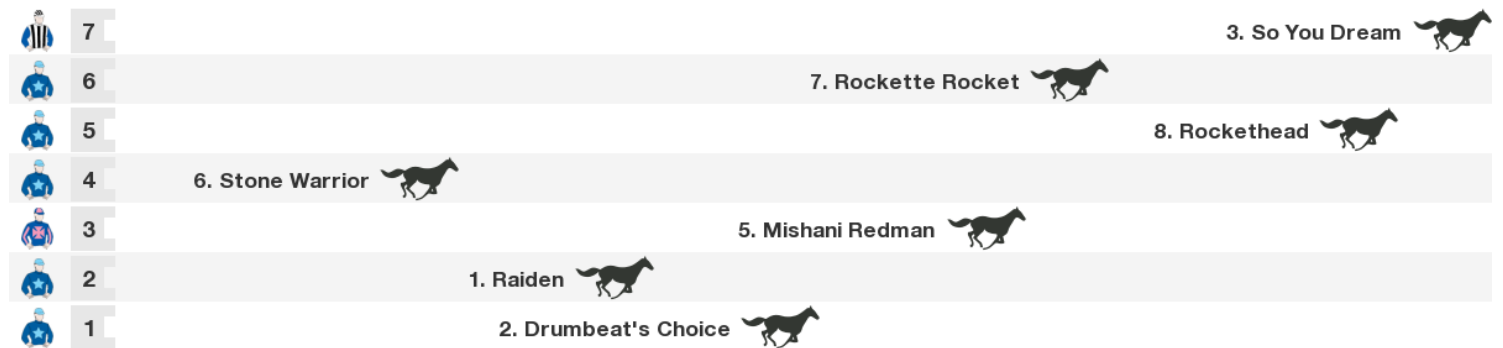 7 3. So You Dream
6 7. Rockette Rocket
5 8. Rockethead
4 6. Stone Warrior
3 5. Mishani Redman
2 1. Raiden
1 2. Drumbeat's Choice